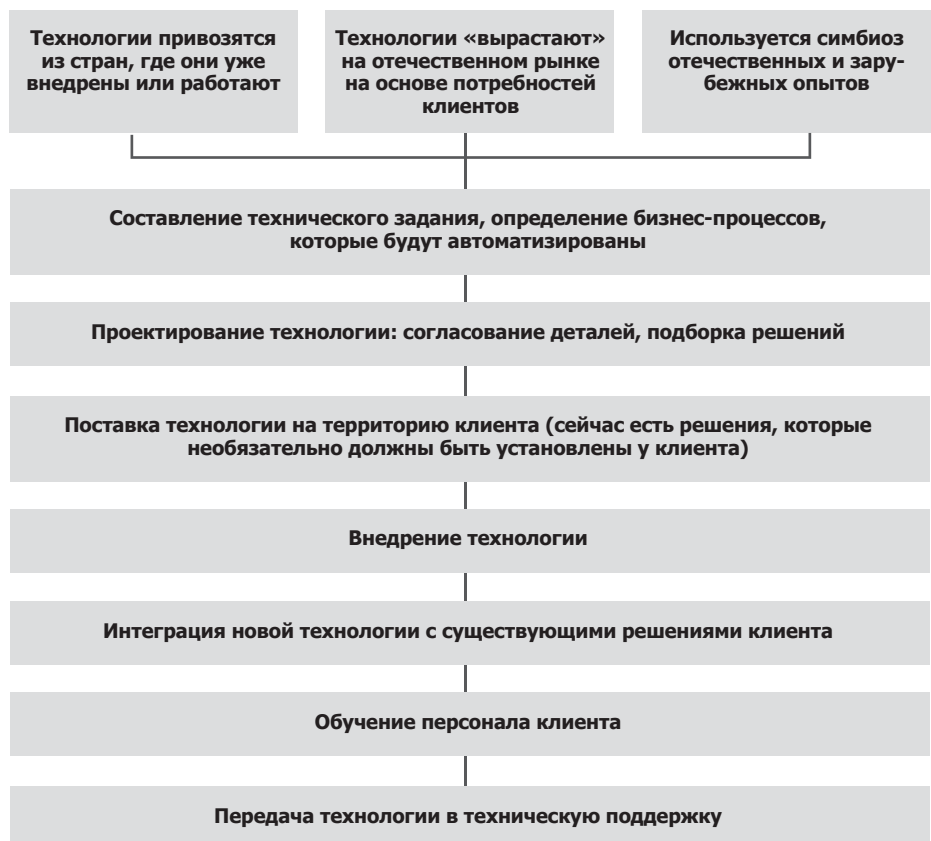 Технологии привозятся
из стран, где они уже
внедрены или работают
Технологии «вырастают»
на отечественном рынке
на основе потребностей
клиентов
Используется симбиоз
отечественных и зару-
бежных опытов
Составление технического задания, определение бизнес-процессов,
которые будут автоматизированы
Проектирование технологии: согласование деталей, подборка решений
Поставка технологии на территорию клиента (сейчас есть решения, которые
необязательно должны быть установлены у клиента)
Внедрение технологии
Интеграция новой технологии с существующими решениями клиента
Обучение персонала клиента
Передача технологии в техническую поддержку